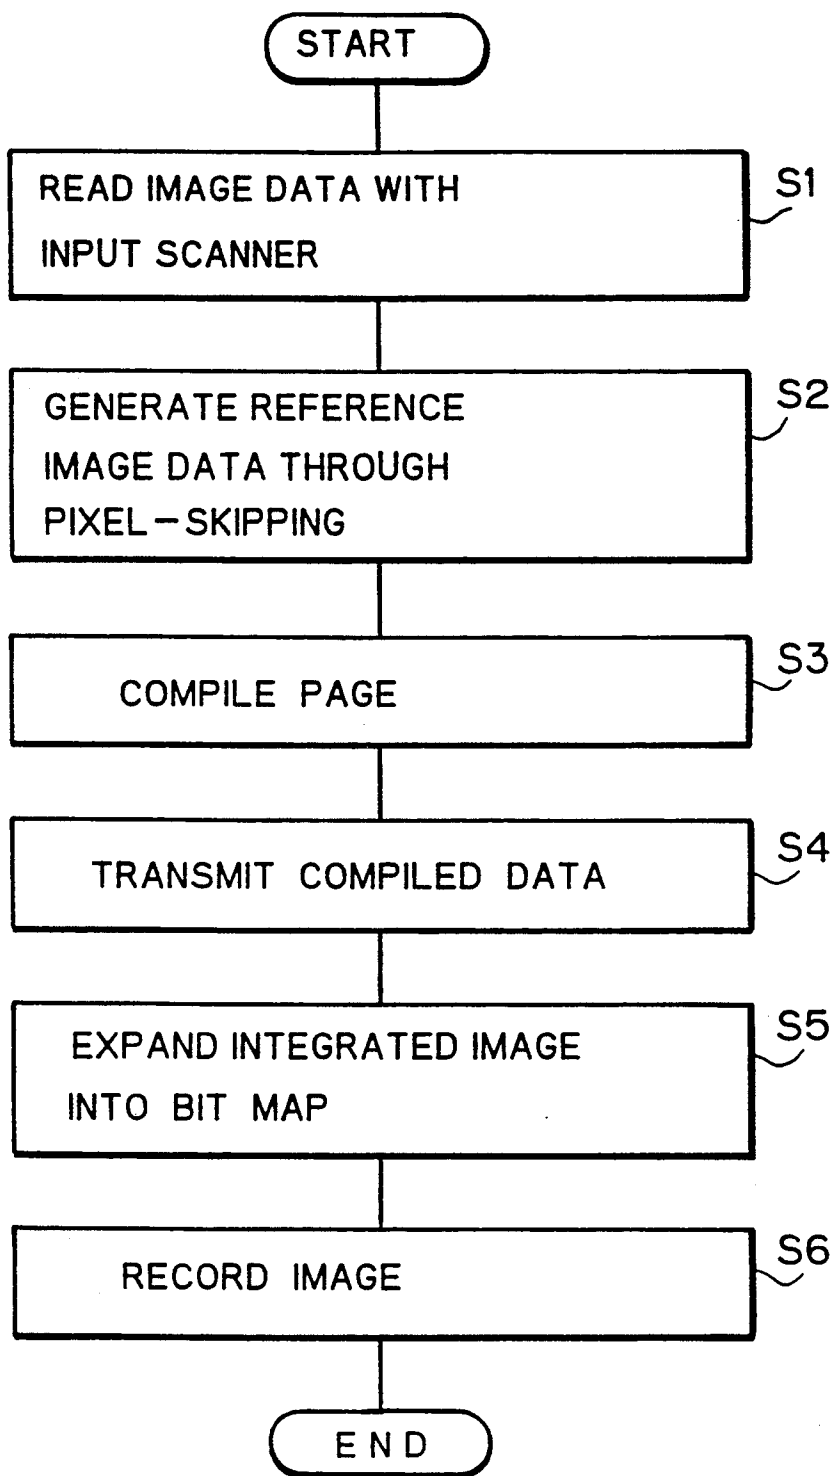 START
READ IMAGE DATA WITH
INPUT SCANNER
S1
GENERATE REFERENCE
IMAGE DATA THROUGH
PIXEL-SKIPPING
S2
COMPILE PAGE
S3
TRANSMIT COMPILED DATA
S4
EXPAND INTEGRATED IMAGE
INTO BIT MAP
S5
RECORD IMAGE
S6
END